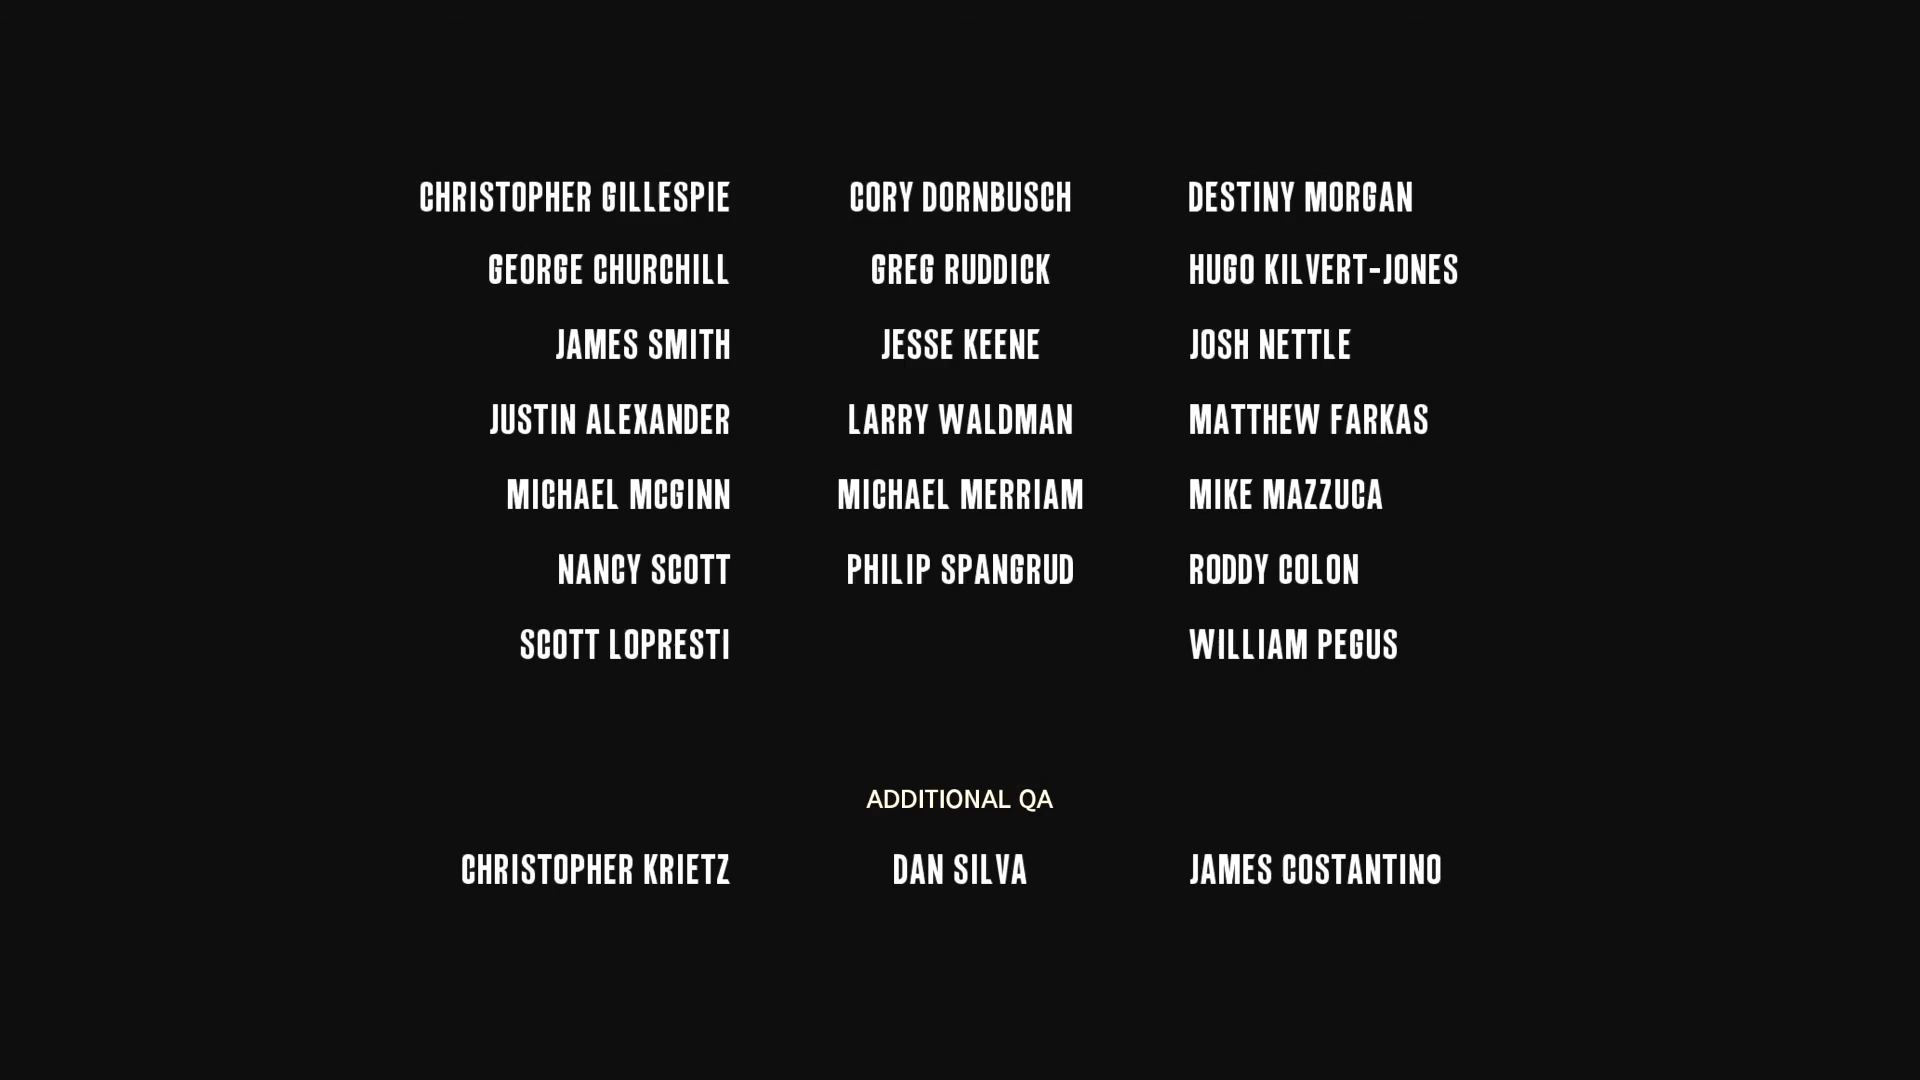 CHRISTOPHER GILLESPIE CORY DORNBUSCH DESTINY MORGAN
GEORGE CHURCHILL GREG RUDDICK HUGO KILVERT-JONES
JAMES SMITH JESSE KEENE JOSH NETTLE
JUSTIN ALEXANDER LARRY WALDMAN MATTHEW FARKAS
MICHAEL MCGINN MICHAEL MERRIAM MIKE MAZZUCA
NANCY SCOTT PHILIP SPANGRUD RODDY COLON
SCOTT LOPRESTI WILLIAM PEGUS
ADDITIONAL QA
CHRISTOPHER KRIETZ DAN SILVA JAMES COSTANTINO